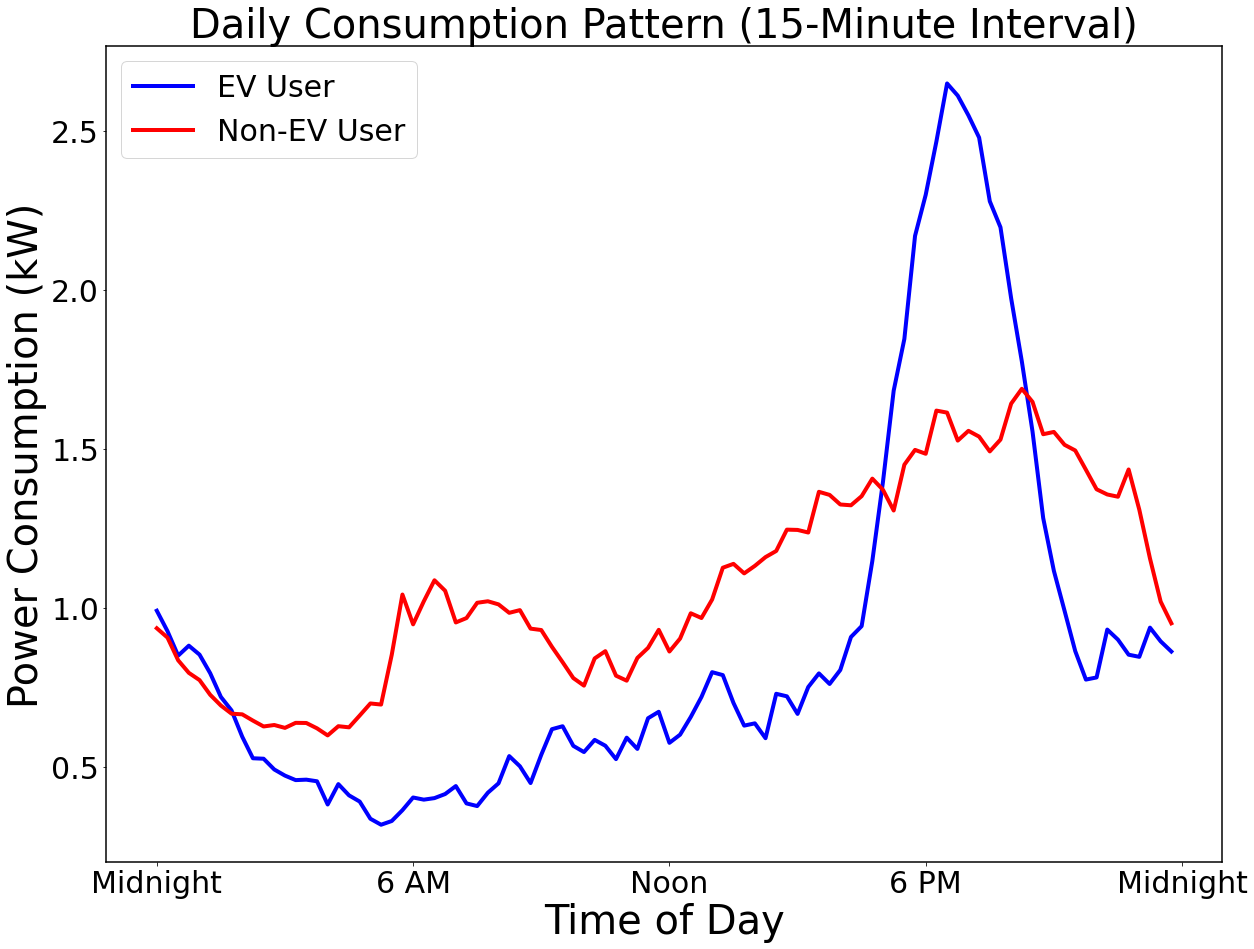 Daily Consumption Pattern (15-Minute Interval)
EV User
Non-EV User
Power Consumption (kW)
2.5
2.0
1.5
1.0
0.5
Midnight 6 AM Noon 6 PM Midnight
Time of Day